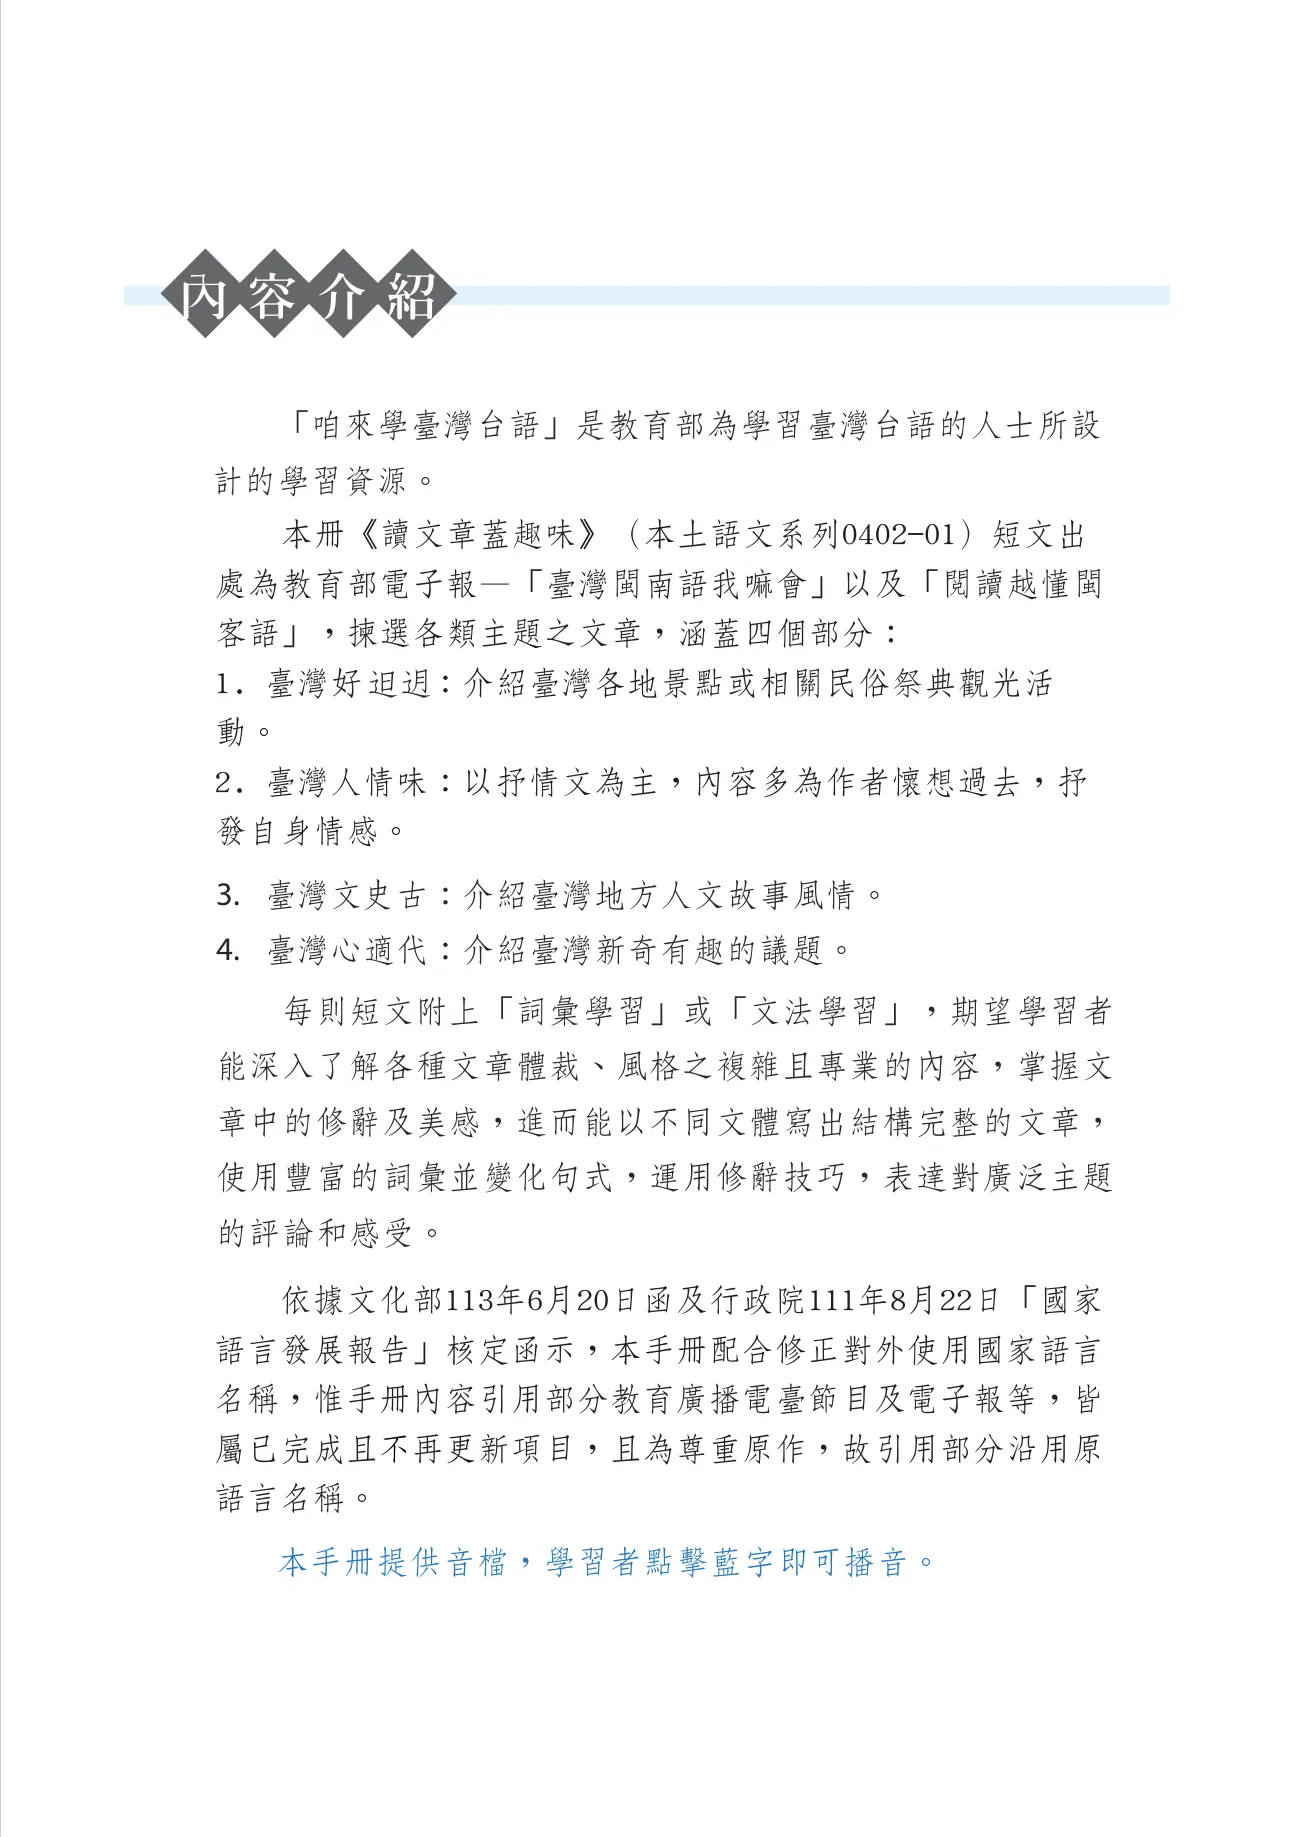 內容介紹
「咱來學臺灣台語」是教育部為學習臺灣台語的人士所設
計的學習資源。
本冊《讀文章蓋趣味》（本土語文系列0402-01）短文出
處為教育部電子報—「臺灣閩南語我嘛會」以及「閱讀越懂閩
客語」，揀選各類主題之文章，涵蓋四個部分：
1. 臺灣好𨑨迌：介紹臺灣各地景點或相關民俗祭典觀光活
動。
2. 臺灣人情味：以抒情文為主，內容多為作者懷想過去，抒
發自身情感。
3. 臺灣文史古：介紹臺灣地方人文故事風情。
4. 臺灣心適代：介紹臺灣新奇有趣的議題。
每則短文附上「詞彙學習」或「文法學習」，期望學習者
能深入了解各種文章體裁、風格之複雜且專業的內容，掌握文
章中的修辭及美感，進而能以不同文體寫出結構完整的文章，
使用豐富的詞彙並變化句式，運用修辭技巧，表達對廣泛主題
的評論和感受。
依據文化部113年6月20日函及行政院111年8月22日「國家
語言發展報告」核定函示，本手冊配合修正對外使用國家語言
名稱，惟手冊內容引用部分教育廣播電臺節目及電子報等，皆
屬已完成且不再更新項目，且為尊重原作，故引用部分沿用原
語言名稱。
本手冊提供音檔，學習者點擊藍字即可播音。